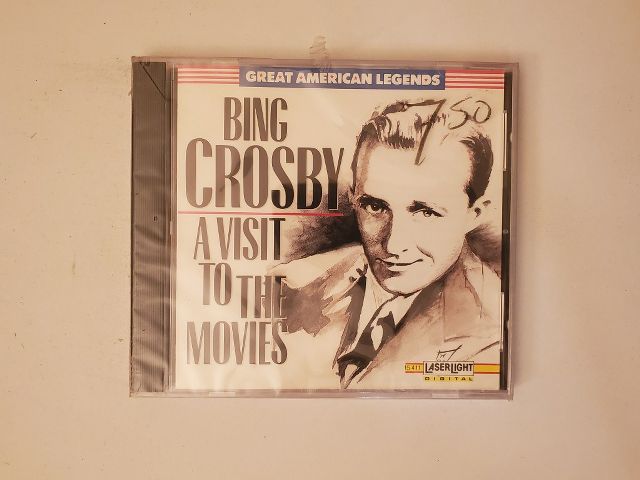 GREAT AMERICAN LEGENDS
BING
CROSBY
A VISIT
TO THE
MOVIES
7 50
LASERLIGHT
DIGITAL